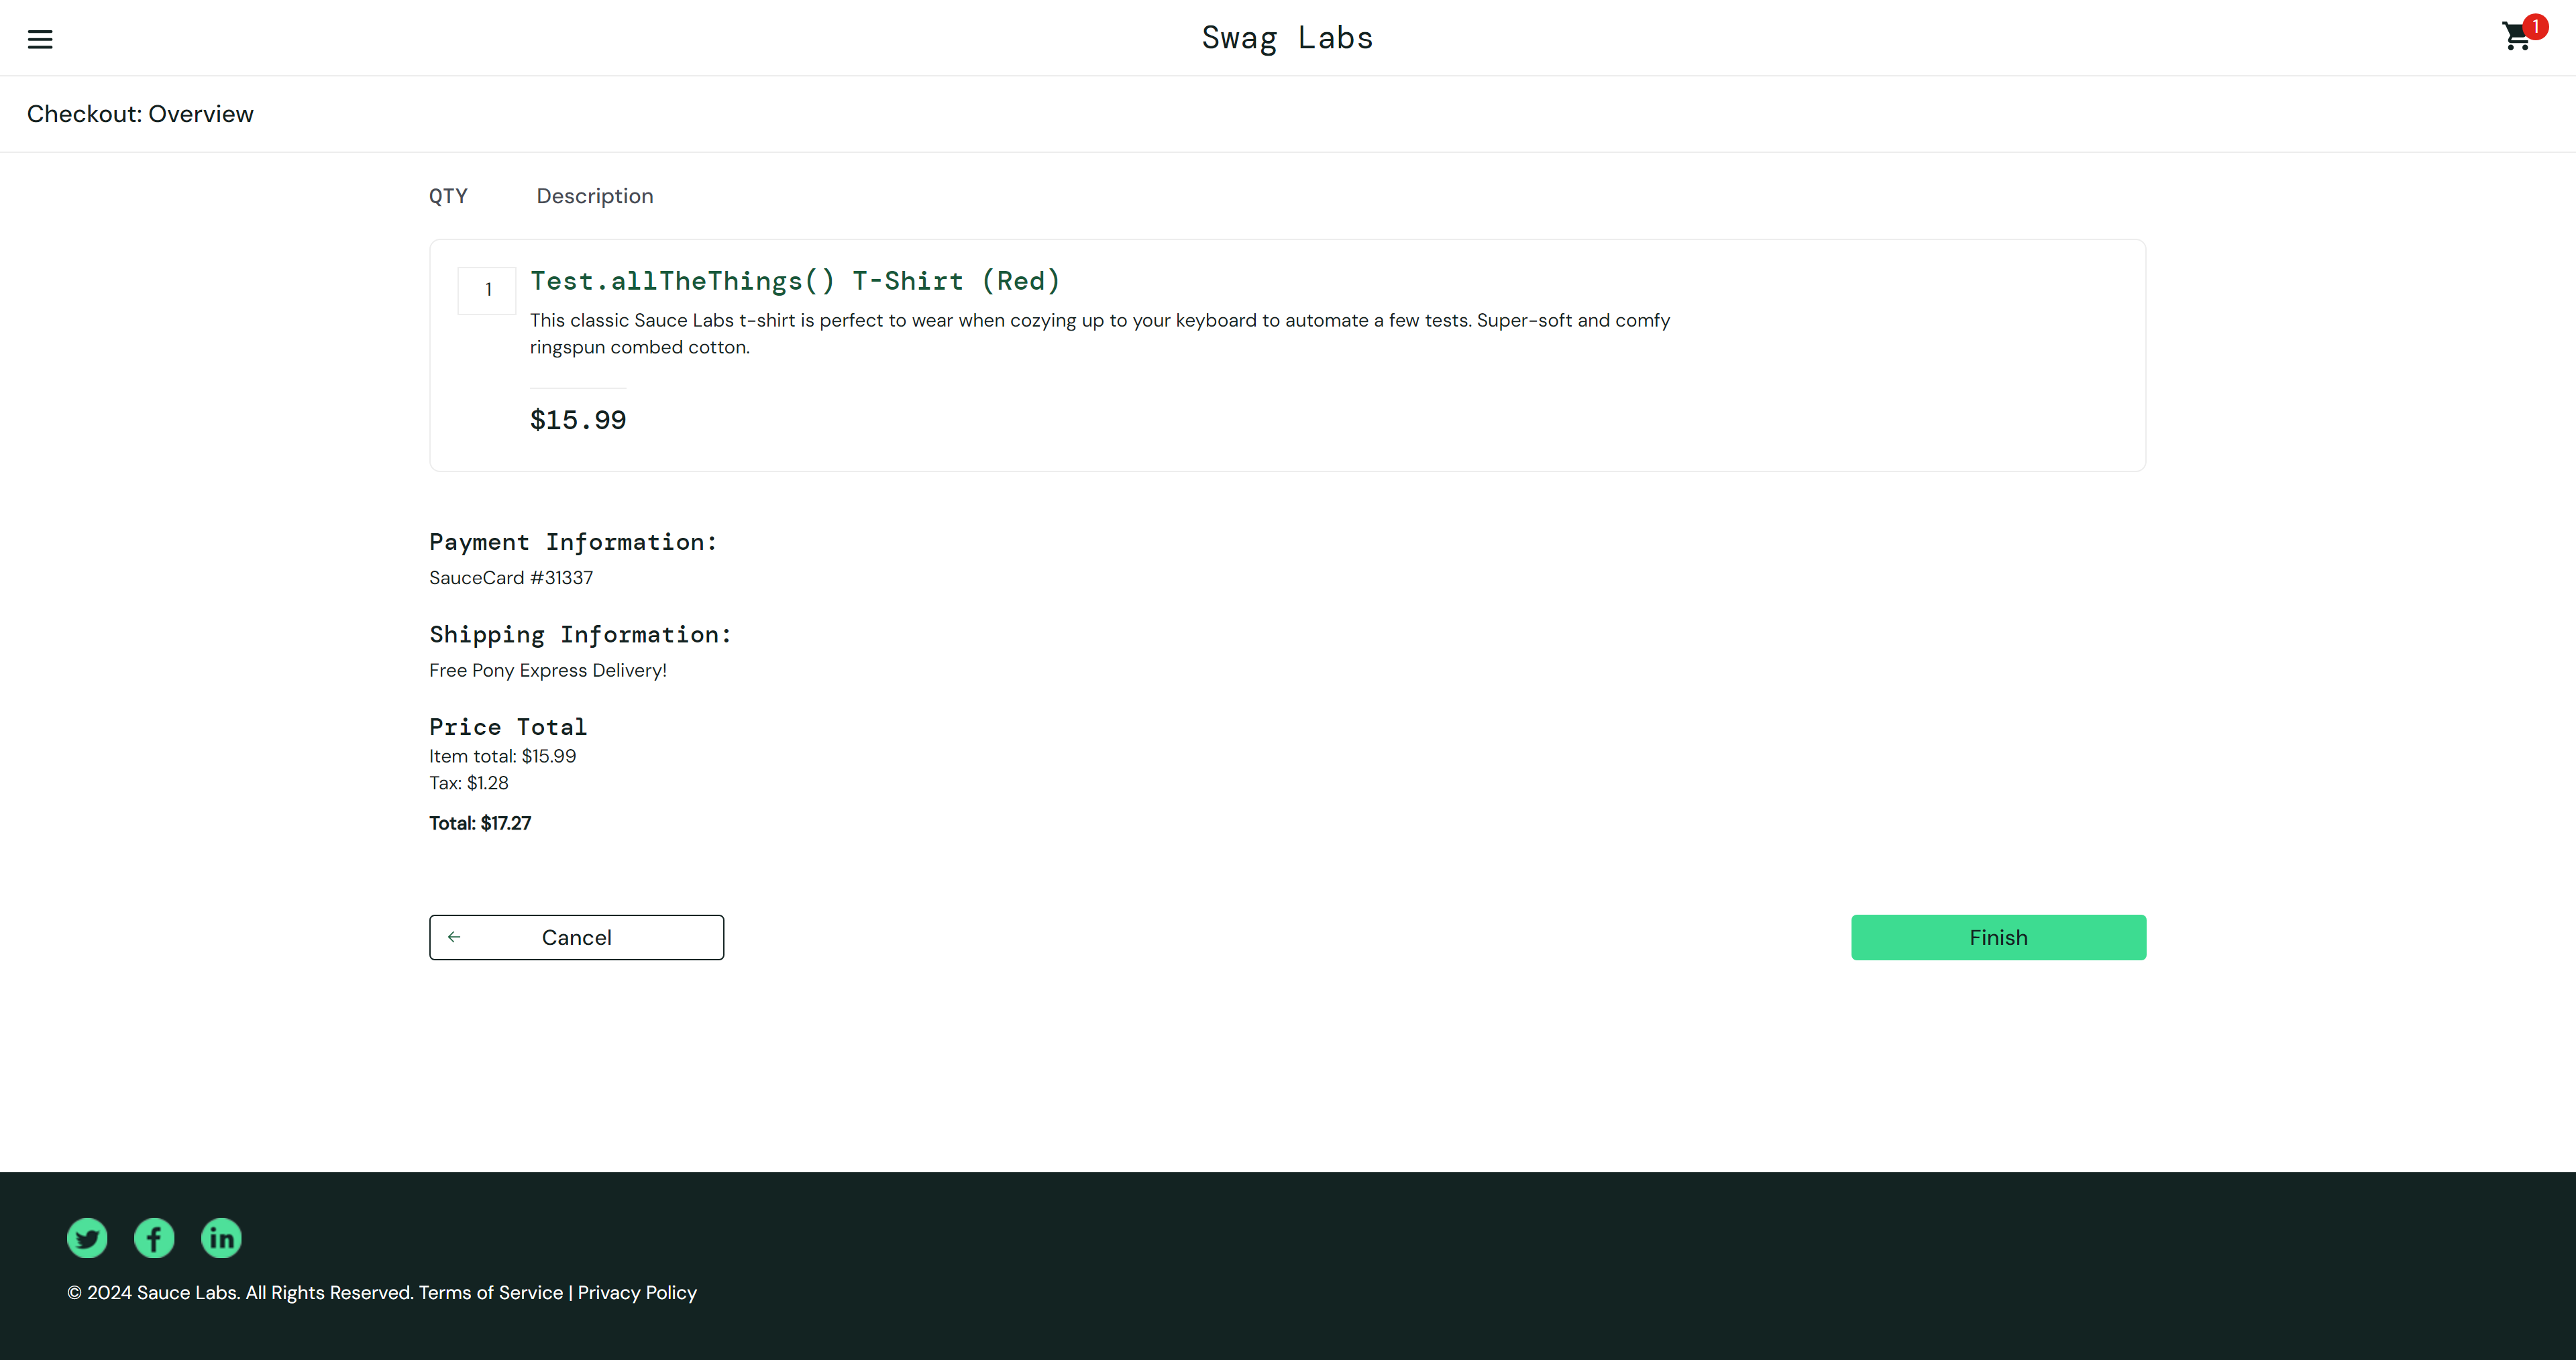 Swag Labs
1
Checkout: Overview
QTY Description
1
Test.allTheThings() T-Shirt (Red)
This classic Sauce Labs t-shirt is perfect to wear when cozying up to your keyboard to automate a few tests. Super-soft and comfy
ringspun combed cotton.
$15.99
Payment Information:
SauceCard #31337
Shipping Information:
Free Pony Express Delivery!
Price Total
Item total: $15.99
Tax: $1.28
Total: $17.27
Cancel
Finish
© 2024 Sauce Labs. All Rights Reserved. Terms of Service | Privacy Policy